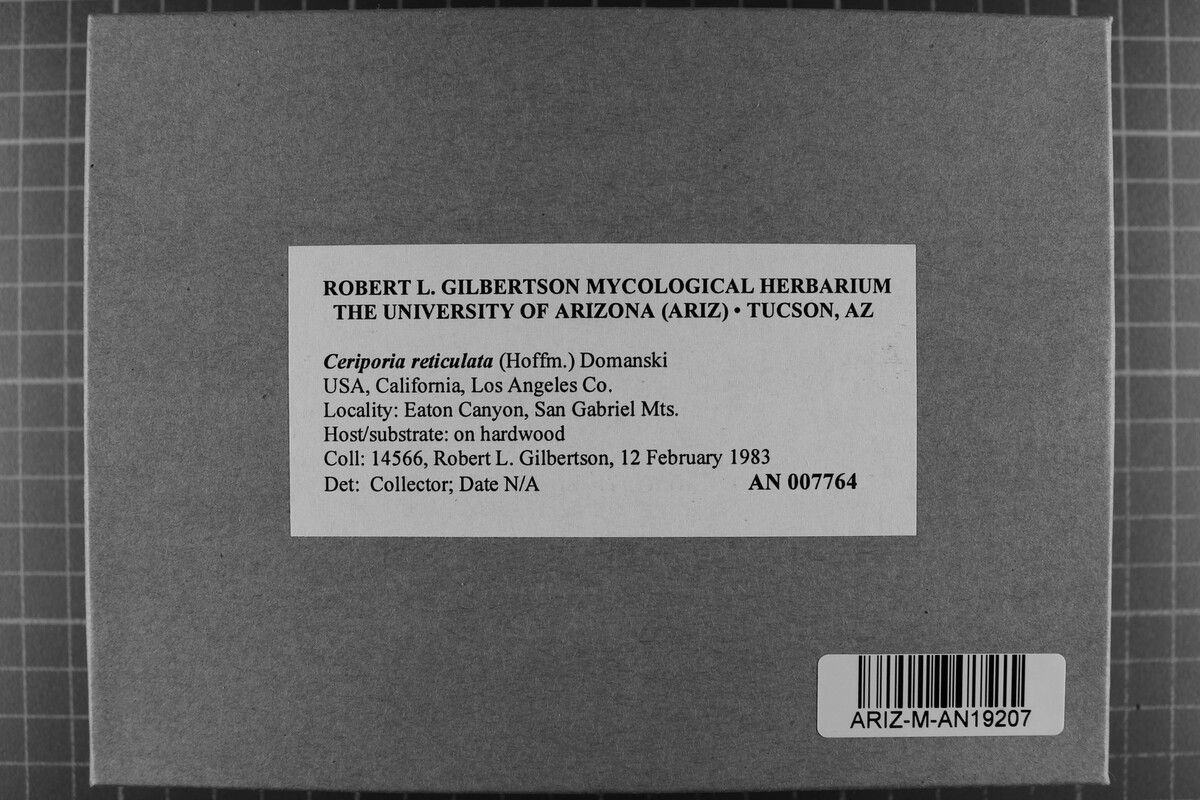 ROBERT L. GILBERTSON MYCOLOGICAL HERBARIUM
THE UNIVERSITY OF ARIZONA (ARIZ) • TUCSON, AZ
Ceriporia reticulata (Hoffm.) Domanski
USA, California, Los Angeles Co.
Locality: Eaton Canyon, San Gabriel Mts.
Host/substrate: on hardwood
Coll: 14566, Robert L. Gilbertson, 12 February 1983
Det: Collector; Date N/A AN 007764
ARIZ-M-AN19207